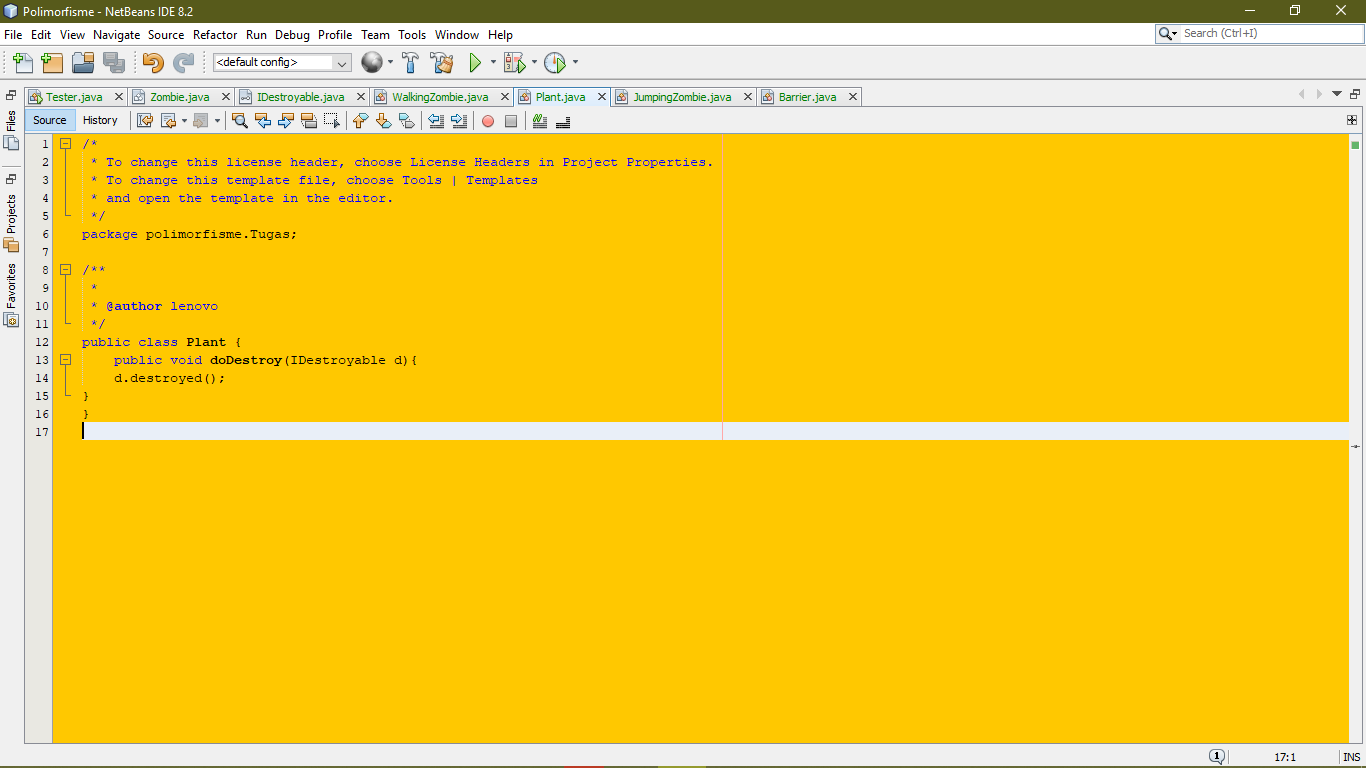 Polimorfisme - NetBeans IDE 8.2
File Edit View Navigate Source Refactor Run Debug Profile Team Tools Window Help
Search (Ctrl+I)
<default config>
Tester.java Zombie.java IDestroyable.java WalkingZombie.java Plant.java JumpingZombie.java Barrier.java
Source History
Files
Projects
Favorites
1 /*
2 * To change this license header, choose License Headers in Project Properties.
3 * To change this template file, choose Tools | Templates
4 * and open the template in the editor.
5 */
6 package polimorfisme.Tugas;
7
8 /**
9 *
10 * @author lenovo
11 */
12 public class Plant {
13 public void doDestroy(IDestroyable d){
14 d.destroyed();
15 }
16 }
17
1 17:1 INS